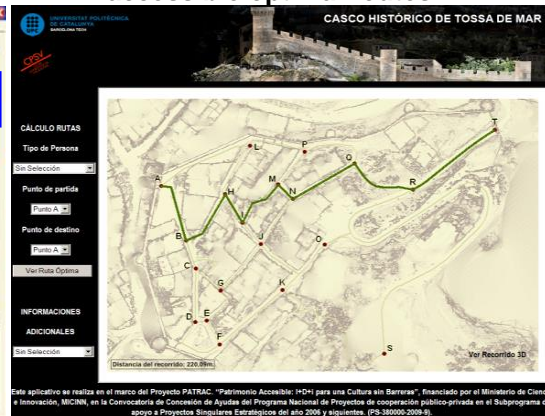 UNIVERSITAT POLITÈCNICA
DE CATALUNYA
BARCELONATECH
CPSV
CASCO HISTÓRICO DE TOSSA DE MAR
CÁLCULO RUTAS
Tipo de Persona
Sin Selección
Punto de partida
Punto A
Punto de destino
Punto A
Ver Ruta Óptima
INFORMACIONES
ADICIONALES
Sin Selección
T
L
P
Q
A
M
R
H
N
I
B
J
O
C
G
K
D
E
F
S
Distancia del recorrido: 220.09m
Ver Recorrido 3D
Este aplicativo se realiza en el marco del Proyecto PATRAC. "Patrimonio Accesible: I+D+i para una Cultura sin Barreras", financiado por el Ministerio de Cienc
e Innovación, MICINN, en la Convocatoria de Concesión de Ayudas del Programa Nacional de Proyectos de cooperación público-privada en el Subprograma d
apoyo a Proyectos Singulares Estratégicos del año 2006 y siguientes. (PS-380000-2009-9).